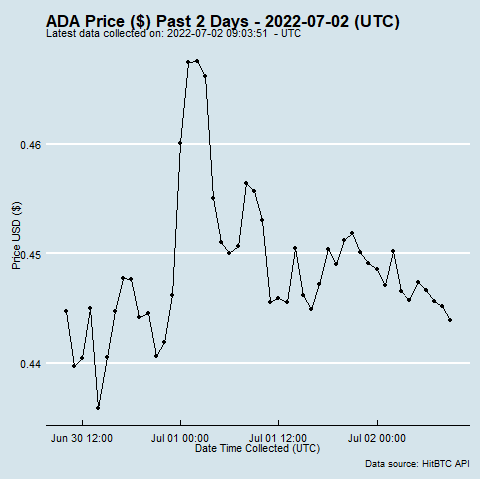 ADA Price ($) Past 2 Days - 2022-07-02 (UTC)
Latest data collected on: 2022-07-02 09:03:51  - UTC
0.46
0.45
0.44
Price USD ($)
Jun 30 12:00 Jul 01 00:00 Jul 01 12:00 Jul 02 00:00
Date Time Collected (UTC)
Data source: HitBTC API